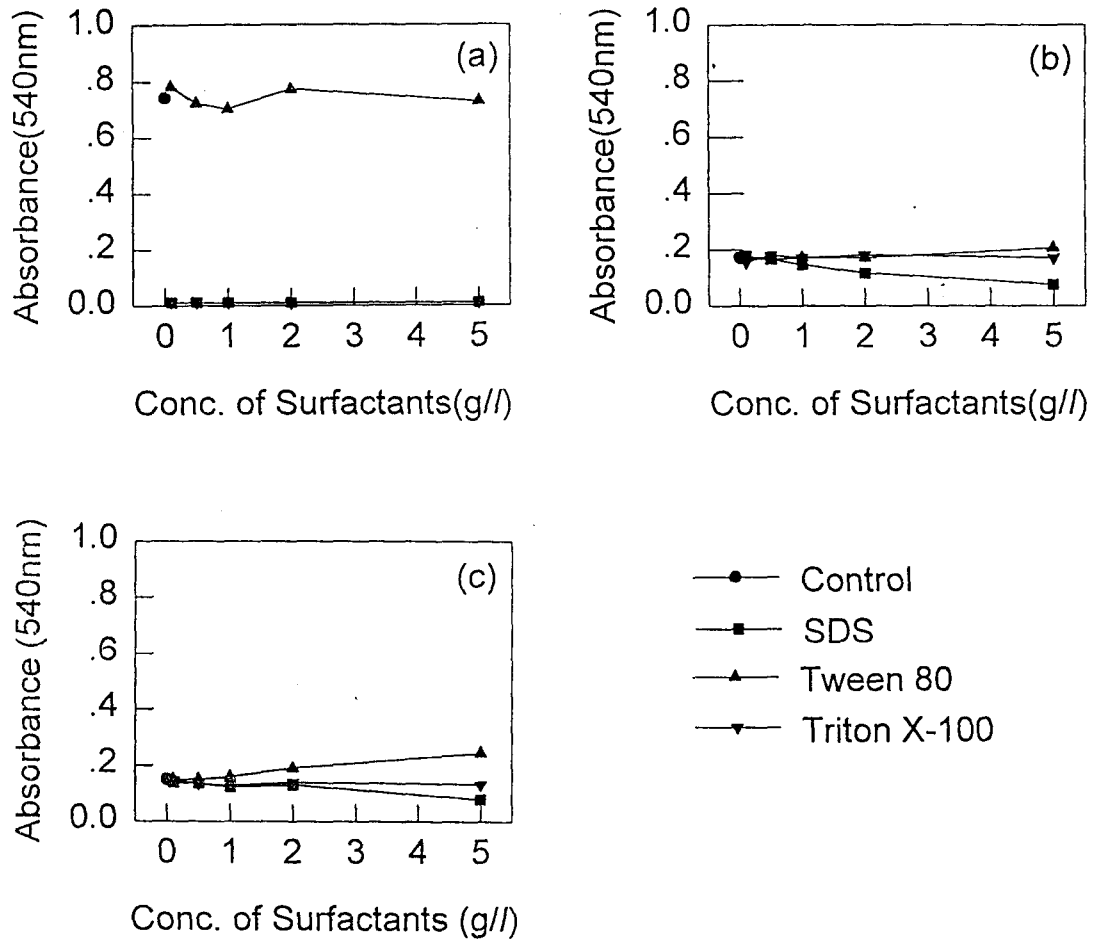 Absorbance(540nm)
1.0
.8
.6
.4
.2
0.0
(a)
0 1 2 3 4 5
Conc. of Surfactants(g//)
Absorbance(540nm)
1.0
.8
.6
.4
.2
0.0
(b)
0 1 2 3 4 5
Conc. of Surfactants(g//)
Absorbance (540nm)
1.0
.8
.6
.4
.2
0.0
(c)
0 1 2 3 4 5
Conc. of Surfactants (g//)
Control
SDS
Tween 80
Triton X-100